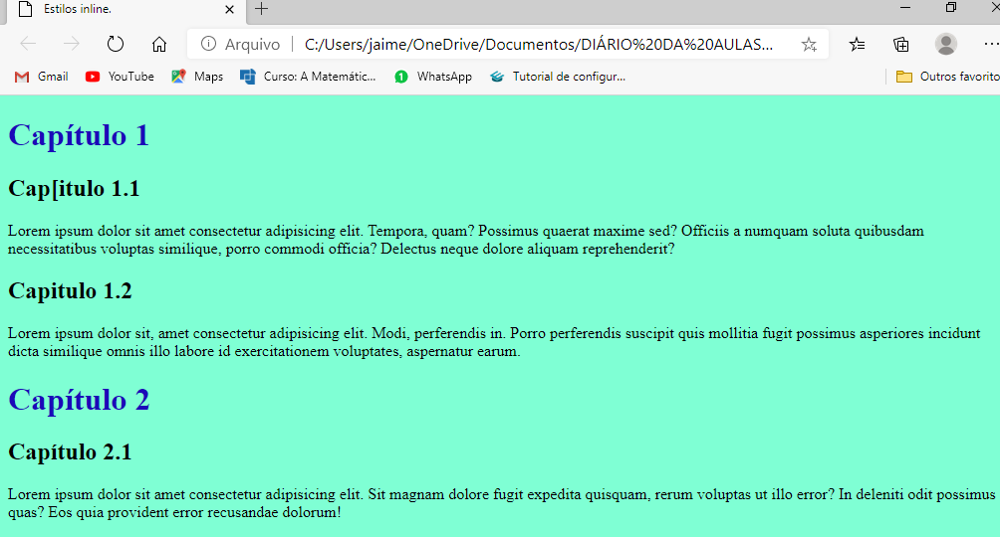 Estilos inline.
Arquivo C:/Users/jaime/OneDrive/Documentos/DIÁRIO%20DA%20AULAS...
Gmail YouTube Maps Curso: A Matemátic... 1 WhatsApp Tutorial de configur... Outros favorito
Capítulo 1
Cap[itulo 1.1
Lorem ipsum dolor sit amet consectetur adipisicing elit. Tempora, quam? Possimus quaerat maxime sed? Officiis a numquam soluta quibusdam
necessitatibus voluptas similique, porro commodi officia? Delectus neque dolore aliquam reprehenderit?
Capitulo 1.2
Lorem ipsum dolor sit, amet consectetur adipisicing elit. Modi, perferendis in. Porro perferendis suscipit quis mollitia fugit possimus asperiores incidunt
dicta similique omnis illo labore id exercitationem voluptates, aspernatur earum.
Capítulo 2
Capítulo 2.1
Lorem ipsum dolor sit amet consectetur adipisicing elit. Sit magnam dolore fugit expedita quisquam, rerum voluptas ut illo error? In deleniti odit possimus
quas? Eos quia provident error recusandae dolorum!